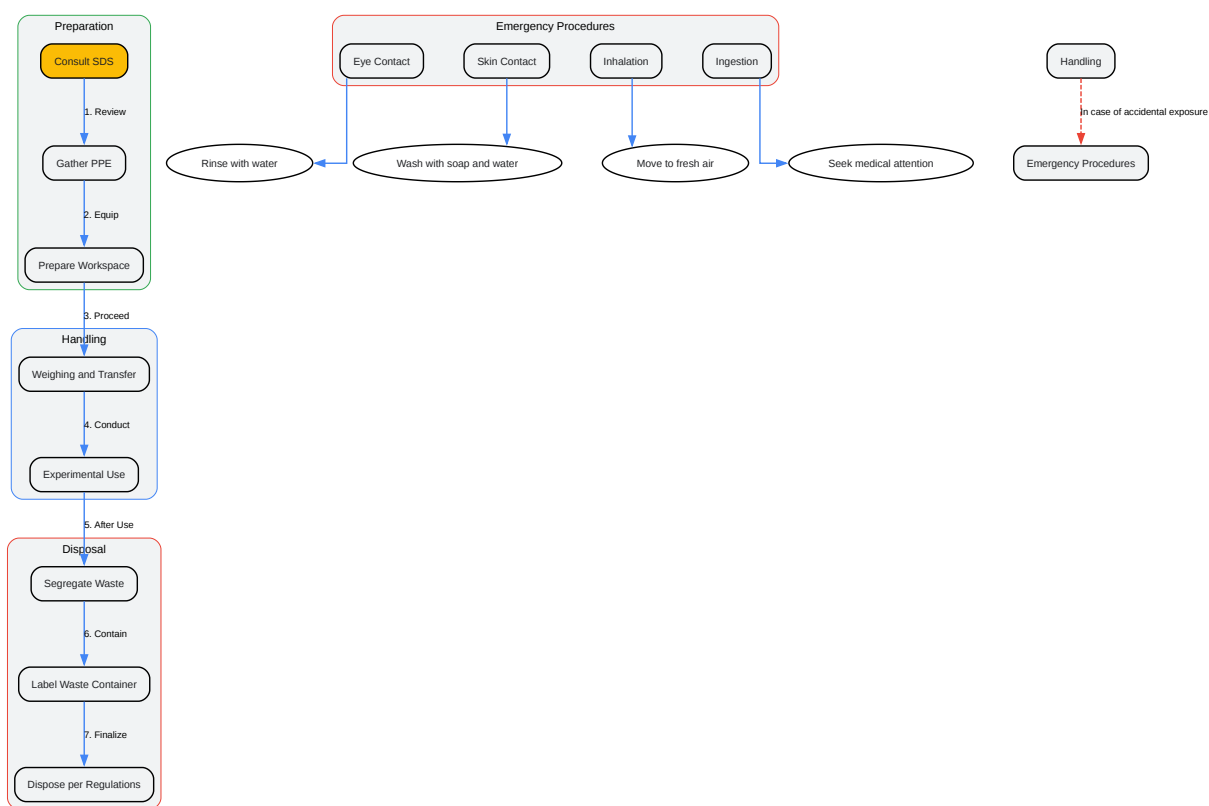 Preparation
Consult SDS
1. Review
Gather PPE
2. Equip
Prepare Workspace
3. Proceed
Handling
Weighing and Transfer
4. Conduct
Experimental Use
5. After Use
Disposal
Segregate Waste
6. Contain
Label Waste Container
7. Finalize
Dispose per Regulations
Emergency Procedures
Eye Contact
Skin Contact
Inhalation
Ingestion
Rinse with water
Wash with soap and water
Move to fresh air
Seek medical attention
Handling
In case of accidental exposure
Emergency Procedures